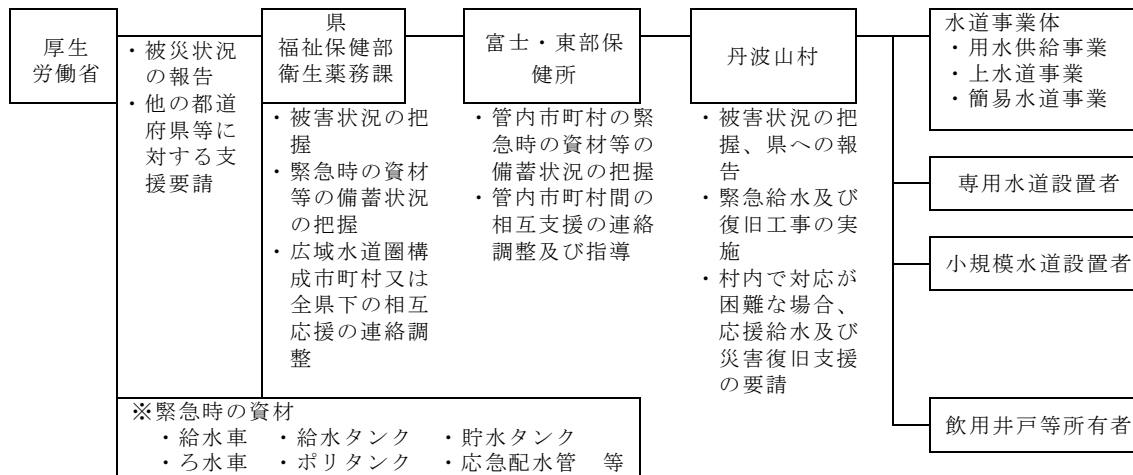 厚生
労働省
・被災状況
の報告
・他の都道
府県等に
対する支
援要請
県
福祉保健部
衛生薬務課
・被害状況の把
握
・緊急時の資材
等の備蓄状況
の把握
・広域水道圏構
成市町村又は
全県下の相互
応援の連絡調
整
富士・東部保
健所
・管内市町村の緊
急時の資材等の
備蓄状況の把握
・管内市町村間の
相互支援の連絡
調整及び指導
丹波山村
・被害状況の把
握、県への報
告
・緊急給水及び
復旧工事の実
施
・村内で対応が
困難な場合、
応援給水及び
災害復旧支援
の要請
水道事業体
・用水供給事業
・上水道事業
・簡易水道事業
専用水道設置者
小規模水道設置者
飲用井戸等所有者
※緊急時の資材
・給水車 ・給水タンク ・貯水タンク
・ろ水車 ・ポリタンク ・応急配水管 等